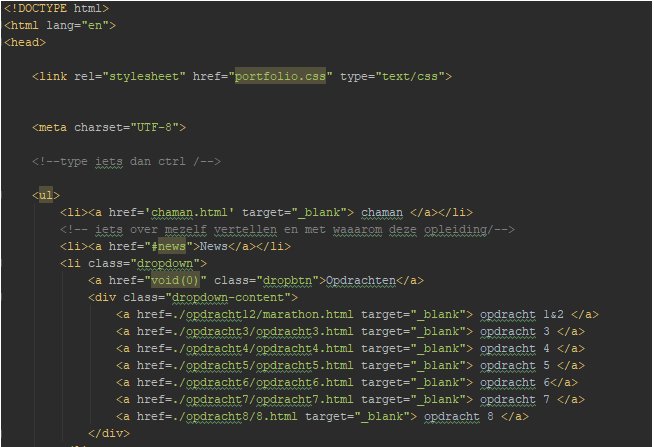 <!DOCTYPE html>
<html lang="en">
<head>
<link rel="stylesheet" href="portfolio.css" type="text/css">
<meta charset="UTF-8">
<!--type iets dan ctrl /-->
<ul>
<li><a href='chaman.html' target="_blank"> chaman </a></li>
<!-- iets over mezelf vertellen en met waaarom deze opleiding/-->
<li><a href="#news">News</a></li>
<li class="dropdown">
<a href="void(0)" class="dropbtn">Opdrachten</a>
<div class="dropdown-content">
<a href=./opdracht12/marathon.html target="_blank"> opdracht 1&2 </a>
<a href=./opdracht3/opdracht3.html target="_blank"> opdracht 3 </a>
<a href=./opdracht4/opdracht4.html target="_blank"> opdracht 4 </a>
<a href=./opdracht5/opdracht5.html target="_blank"> opdracht 5 </a>
<a href=./opdracht6/opdracht6.html target="_blank"> opdracht 6</a>
<a href=./opdracht7/opdracht7.html target="_blank"> opdracht 7 </a>
<a href=./opdracht8/8.html target="_blank"> opdracht 8 </a>
</div>